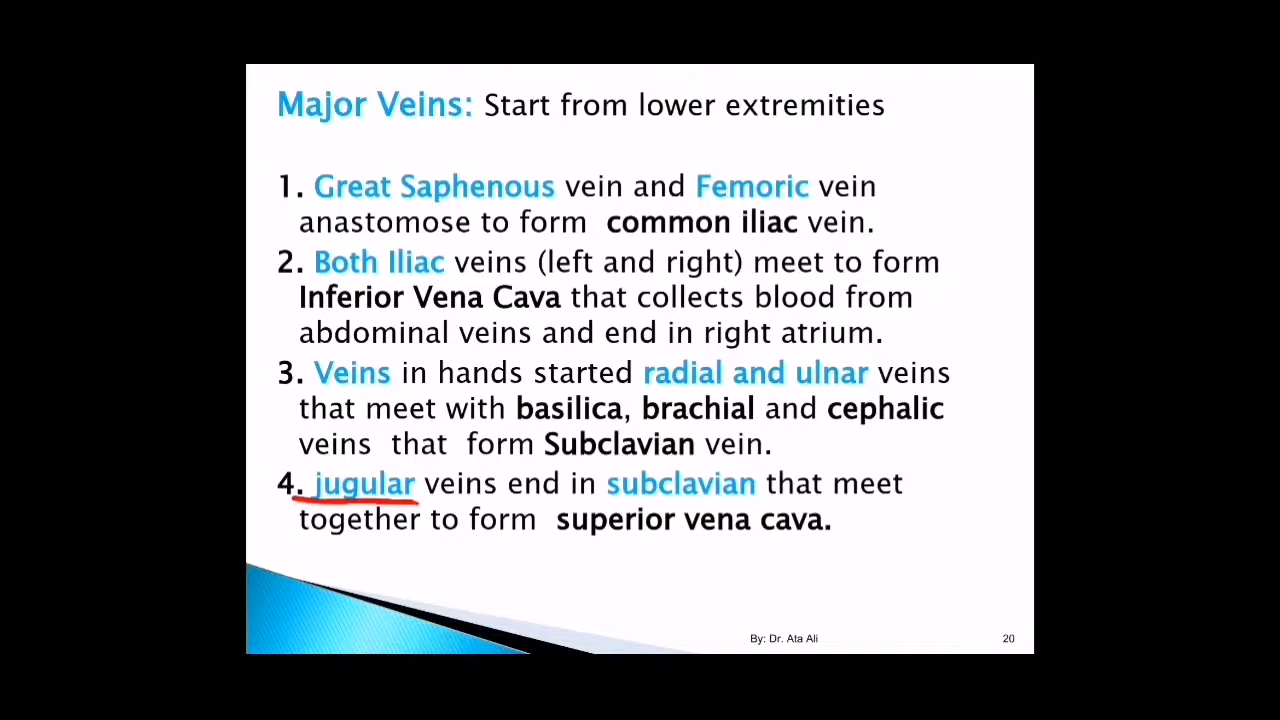 Major Veins: Start from lower extremities
1. Great Saphenous vein and Femoric vein
anastomose to form common iliac vein.
2. Both Iliac veins (left and right) meet to form
Inferior Vena Cava that collects blood from
abdominal veins and end in right atrium.
3. Veins in hands started radial and ulnar veins
that meet with basilica, brachial and cephalic
veins that form Subclavian vein.
4. jugular veins end in subclavian that meet
together to form superior vena cava.
By: Dr. Ata Ali
20